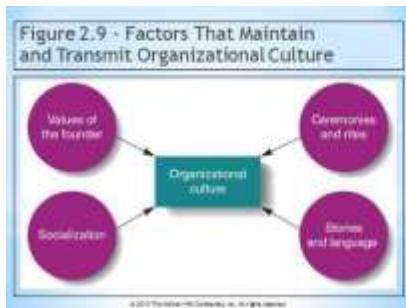 Figure 2.9 - Factors That Maintain
and Transmit Organizational Culture
Values of
the founder
Ceremonies
and rites
Organizational
culture
Socialization
Stories
and language